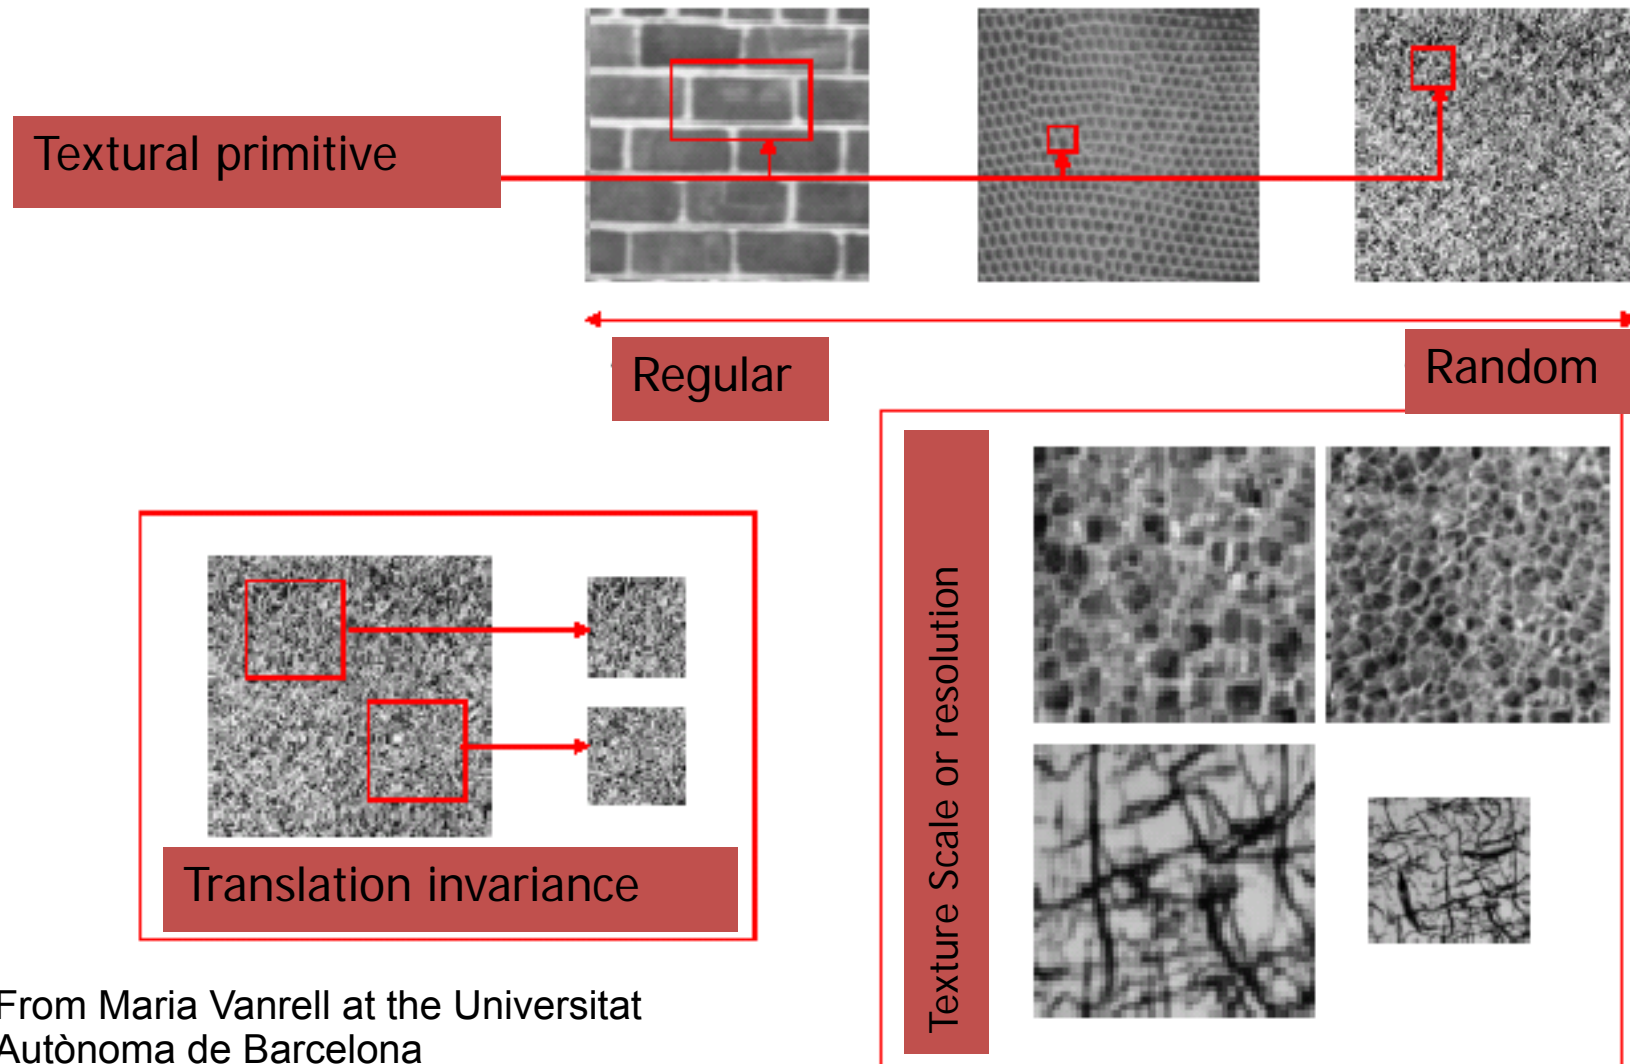 Textural primitive
Regular
Random
Translation invariance
Texture Scale or resolution
From Maria Vanrell at the Universitat
Autònoma de Barcelona